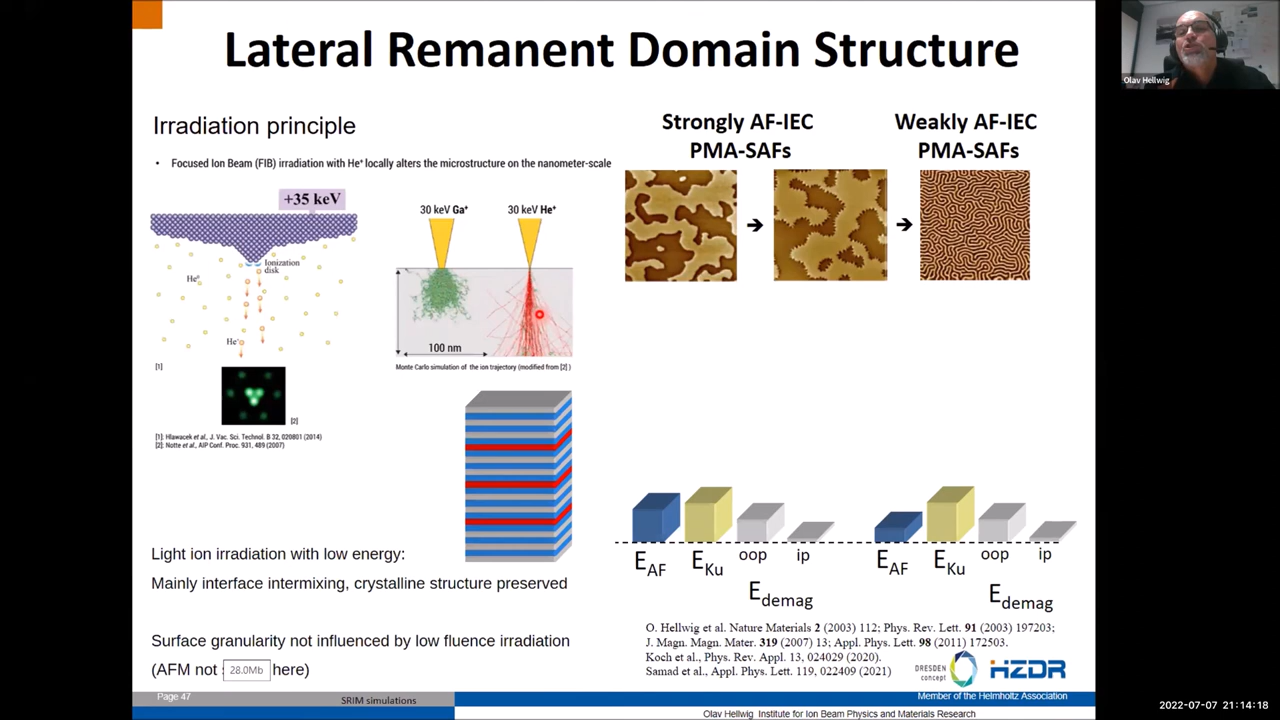 Lateral Remanent Domain Structure
Olav Hellwig
Irradiation principle
• Focused Ion Beam (FIB) irradiation with He+ locally alters the microstructure on the nanometer-scale
+35 keV
Ionization
disk
He0
He+
[1]
[2]
[1]: Hlawacek et al., J. Vac. Sci. Technol. B 32, 020801 (2014)
[2]: Notte et al., AIP Conf. Proc. 931, 489 (2007)
30 keV Ga+
30 keV He+
100 nm
Monte Carlo simulation of the ion trajectory (modified from [2] )
Light ion irradiation with low energy:
Mainly interface intermixing, crystalline structure preserved
Surface granularity not influenced by low fluence irradiation
(AFM not
28.0Mb
here)
Strongly AF-IEC
PMA-SAFs
Weakly AF-IEC
PMA-SAFs
EAF
EKu
oop
ip
Edemag
EAF
EKu
oop
ip
Edemag
O. Hellwig et al. Nature Materials 2 (2003) 112; Phys. Rev. Lett. 91 (2003) 197203;
J. Magn. Magn. Mater. 319 (2007) 13; Appl. Phys. Lett. 98 (2011) 172503.
Koch et al., Phys. Rev. Appl. 13, 024029 (2020).
Samad et al., Appl. Phys. Lett. 119, 022409 (2021)
DRESDEN
concept
HZDR
Page 47
SRIM simulations
Member of the Helmholtz Association
Olav Hellwig Institute for Ion Beam Physics and Materials Research
2022-07-07 21:14:18